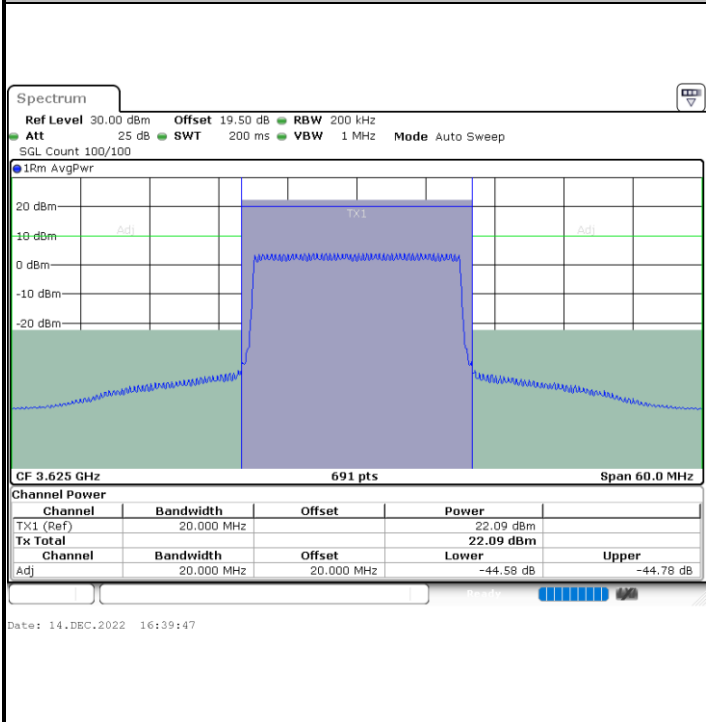 Spectrum
Ref Level 30.00 dBm Offset 19.50 dB RBW 200 kHz
Att 25 dB SWT 200 ms VBW 1 MHz Mode Auto Sweep
SGL Count 100/100
1Rm AvgPwr
20 dBm
TX1
Adj Adj
10 dBm
0 dBm
-10 dBm
-20 dBm
CF 3.625 GHz 691 pts Span 60.0 MHz
Channel Power
Channel Bandwidth Offset Power
TX1 (Ref) 20.000 MHz 22.09 dBm
Tx Total 22.09 dBm
Channel Bandwidth Offset Lower Upper
Adj 20.000 MHz 20.000 MHz -44.58 dB -44.78 dB
Ready
Date: 14.DEC.2022 16:39:47